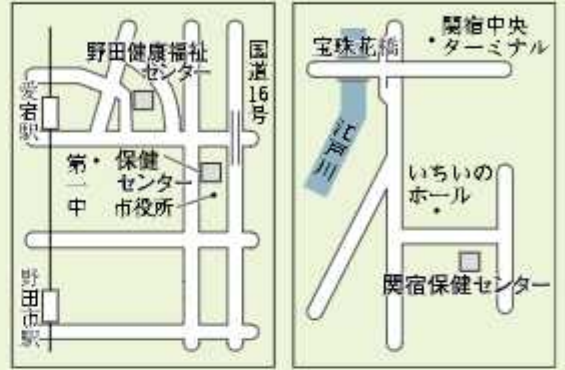 野田健康福祉
センター
国道16号
愛宕駅
第一中
保健
センター
市役所
野田市駅
宝珠花橋
関宿中央
ターミナル
江戸川
いちいの
ホール
関宿保健センター